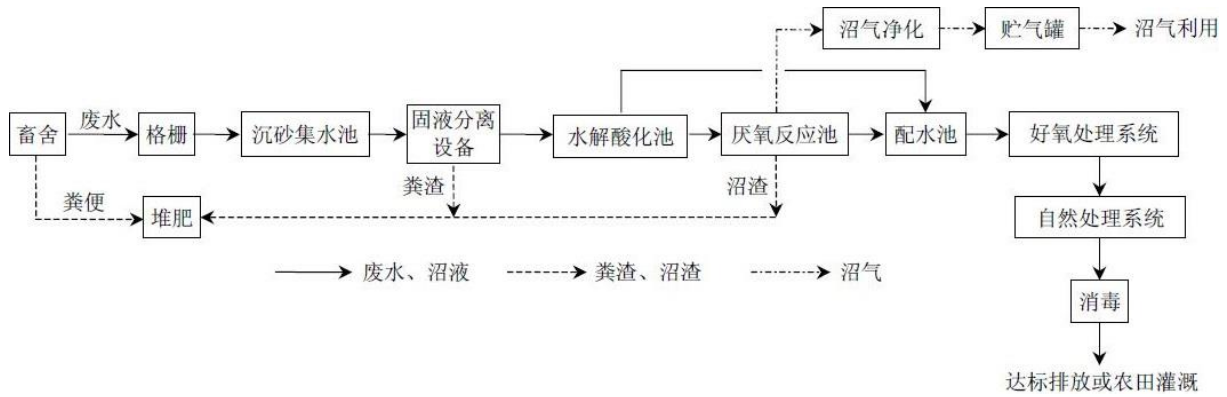 沼气净化
贮气罐
沼气利用
畜舍
废水
格栅
沉砂集水池
固液分离
设备
水解酸化池
厌氧反应池
配水池
好氧处理系统
粪便
堆肥
粪渣
沼渣
自然处理系统
废水、沼液
粪渣、沼渣
沼气
消毒
达标排放或农田灌溉